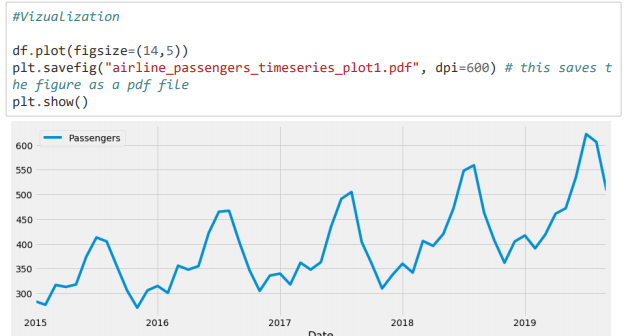 #Vizualization
df.plot(figsize=(14,5))
plt.savefig("airline_passengers_timeseries_plot1.pdf", dpi=600) # this saves t
he figure as a pdf file
plt.show()
Passengers
600
550
500
450
400
350
300
2015 2016 2017 2018 2019
Date